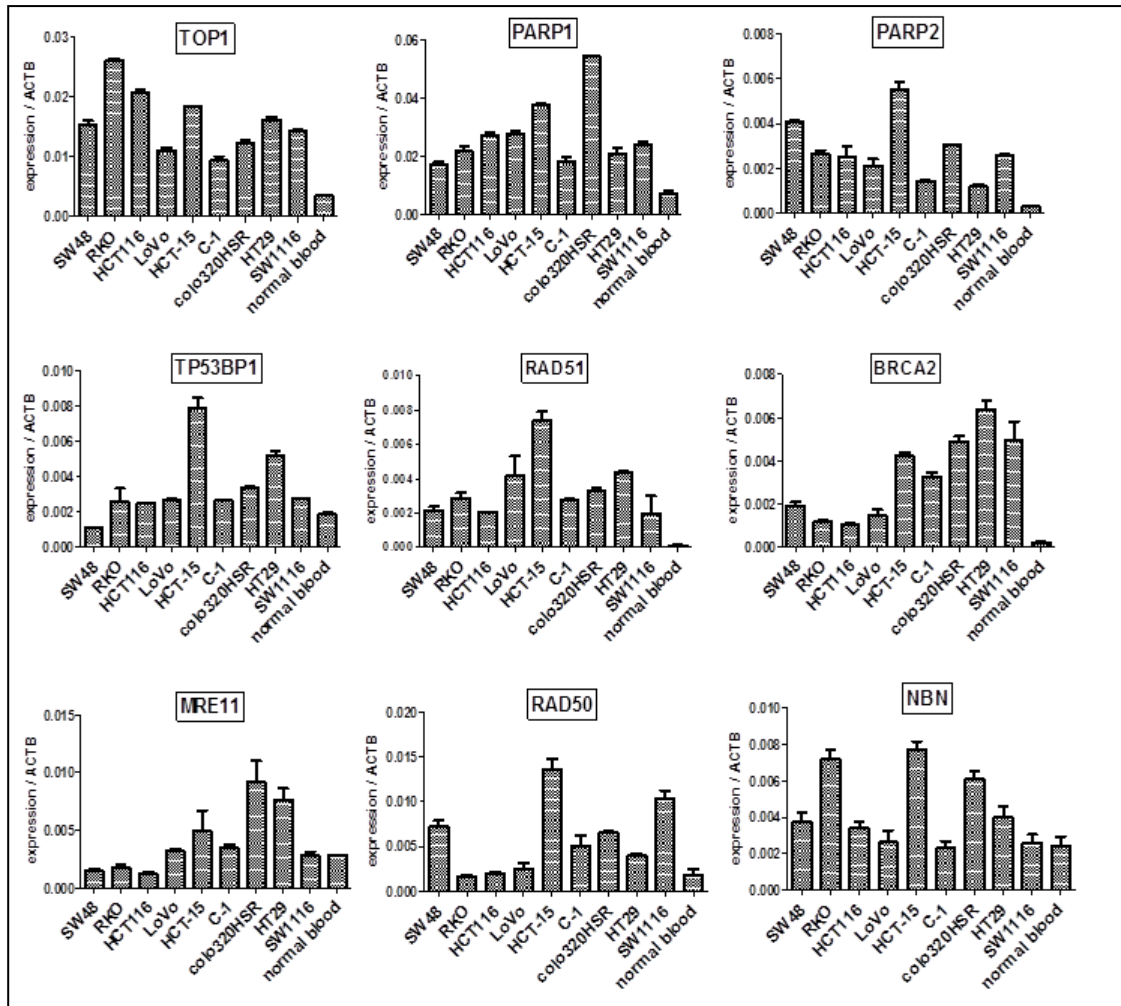 TOP1
expression / ACTB
0.03
0.02
0.01
0.00
SW48
RKO
HCT116
LoVo
HCT-15
C-1
colo320HSR
HT29
SW1116
normal blood
PARP1
expression / ACTB
0.06
0.04
0.02
0.00
SW48
RKO
HCT116
LoVo
HCT-15
C-1
colo320HSR
HT29
SW1116
normal blood
PARP2
expression / ACTB
0.008
0.006
0.004
0.002
0.000
SW48
RKO
HCT116
LoVo
HCT-15
C-1
colo320HSR
HT29
SW1116
normal blood
TP53BP1
expression / ACTB
0.010
0.008
0.006
0.004
0.002
0.000
SW48
RKO
HCT116
LoVo
HCT-15
C-1
colo320HSR
HT29
SW1116
normal blood
RAD51
expression / ACTB
0.010
0.008
0.006
0.004
0.002
0.000
SW48
RKO
HCT116
LoVo
HCT-15
C-1
colo320HSR
HT29
SW1116
normal blood
BRCA2
expression / ACTB
0.008
0.006
0.004
0.002
0.000
SW48
RKO
HCT116
LoVo
HCT-15
C-1
colo320HSR
HT29
SW1116
normal blood
MRE11
expression / ACTB
0.015
0.010
0.005
0.000
SW48
RKO
HCT116
LoVo
HCT-15
C-1
colo320HSR
HT29
SW1116
normal blood
RAD50
expression / ACTB
0.020
0.015
0.010
0.005
0.000
SW48
RKO
HCT116
LoVo
HCT-15
C-1
colo320HSR
HT29
SW1116
normal blood
NBN
expression / ACTB
0.010
0.008
0.006
0.004
0.002
0.000
SW48
RKO
HCT116
LoVo
HCT-15
C-1
colo320HSR
HT29
SW1116
normal blood